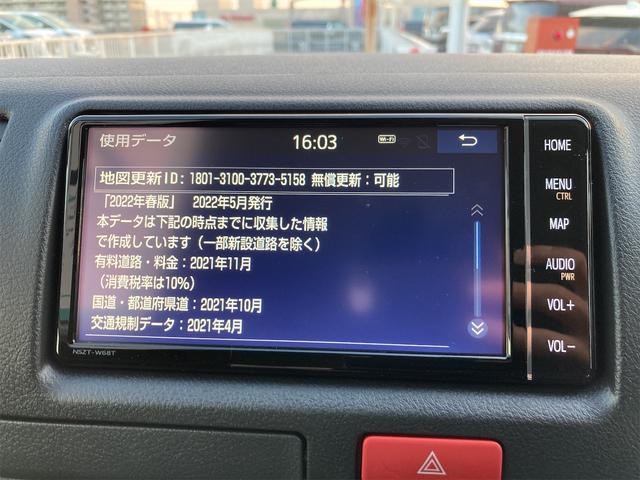 使用データ 16:03 Wi-Fi
HOME
地図更新ID：1801-3100-3773-5158 無償更新：可能
MENU
CTRL
「2022年春版」 2022年5月発行
本データは下記の時点までに収集した情報
MAP
で作成しています（一部新設道路を除く）
有料道路・料金：2021年11月
AUDIO
PWR
（消費税率は10%）
国道・都道府県道：2021年10月
VOL+
交通規制データ：2021年4月
VOL-
NSZT-W68T